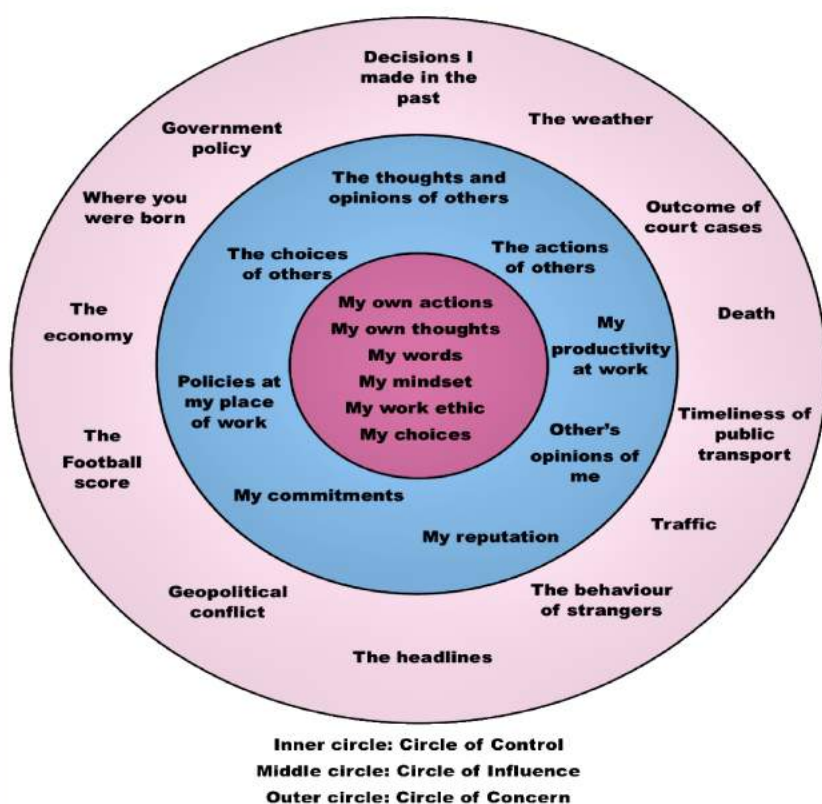 Decisions I
made in the
past
The weather
Government
policy
The thoughts and
opinions of others
Where you
were born
Outcome of
court cases
The choices
of others
The actions
of others
My own actions
My own thoughts
My words
My mindset
My work ethic
My choices
The
economy
Death
My
productivity
at work
Policies at
my place
of work
Timeliness of
public
transport
The
Football
score
Other's
opinions of
me
My commitments
My reputation
Traffic
Geopolitical
conflict
The behaviour
of strangers
The headlines
Inner circle: Circle of Control
Middle circle: Circle of Influence
Outer circle: Circle of Concern